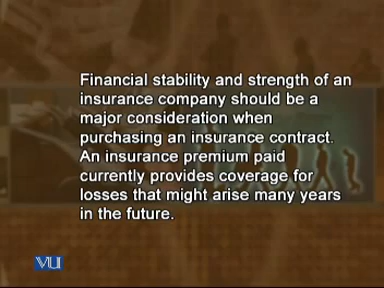 Financial stability and strength of an
insurance company should be a
major consideration when
purchasing an insurance contract.
An insurance premium paid
currently provides coverage for
losses that might arise many years
in the future.
VU